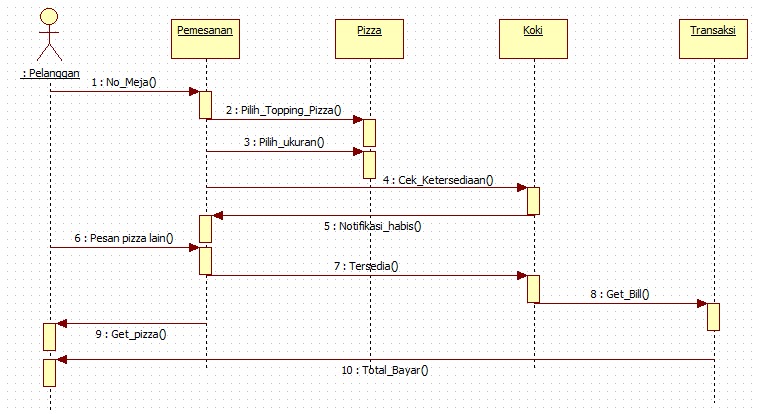 Pemesanan
Pizza
Koki
Transaksi
: Pelanggan
1 : No_Meja()
2 : Pilih_Topping_Pizza()
3 : Pilih_ukuran()
4 : Cek_Ketersediaan()
5 : Notifikasi_habis()
6 : Pesan pizza lain()
7 : Tersedia()
8 : Get_Bill()
9 : Get_pizza()
10 : Total_Bayar()